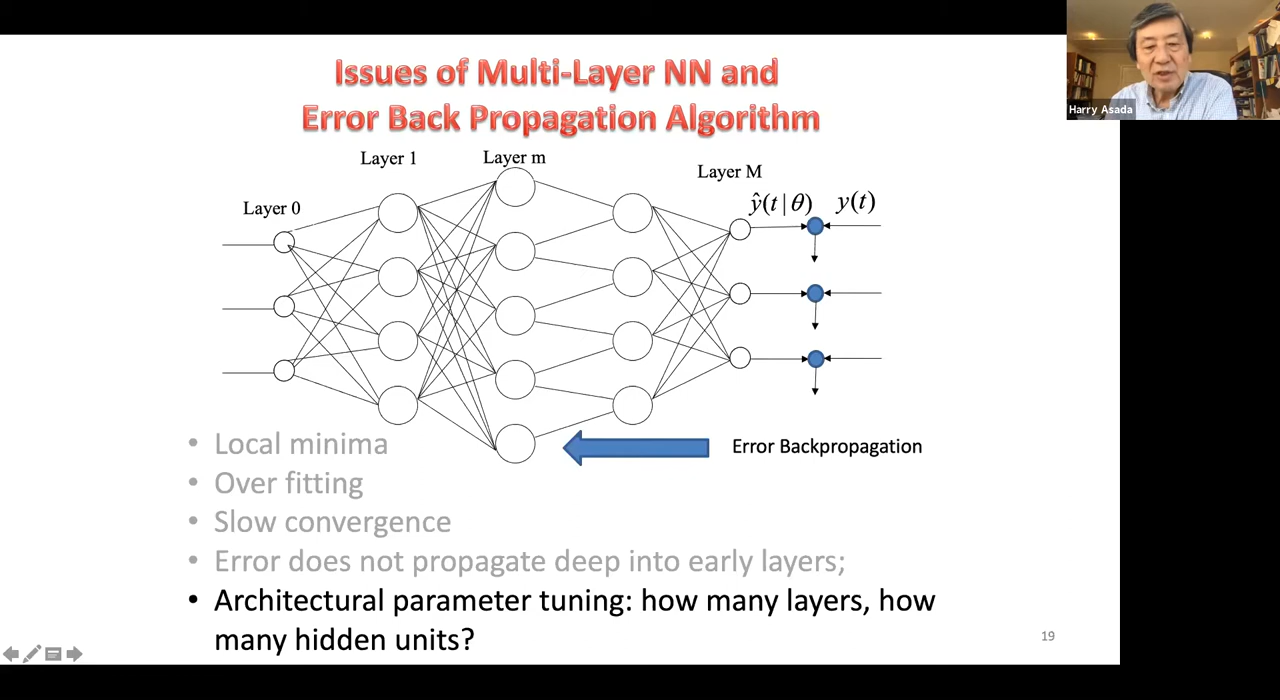 Issues of Multi-Layer NN and
Error Back Propagation Algorithm
Harry Asada
Layer 0
Layer 1
Layer m
Layer M
ŷ(t | θ)
y(t)
Error Backpropagation
• Local minima
• Over fitting
• Slow convergence
• Error does not propagate deep into early layers;
• Architectural parameter tuning: how many layers, how
many hidden units?
19